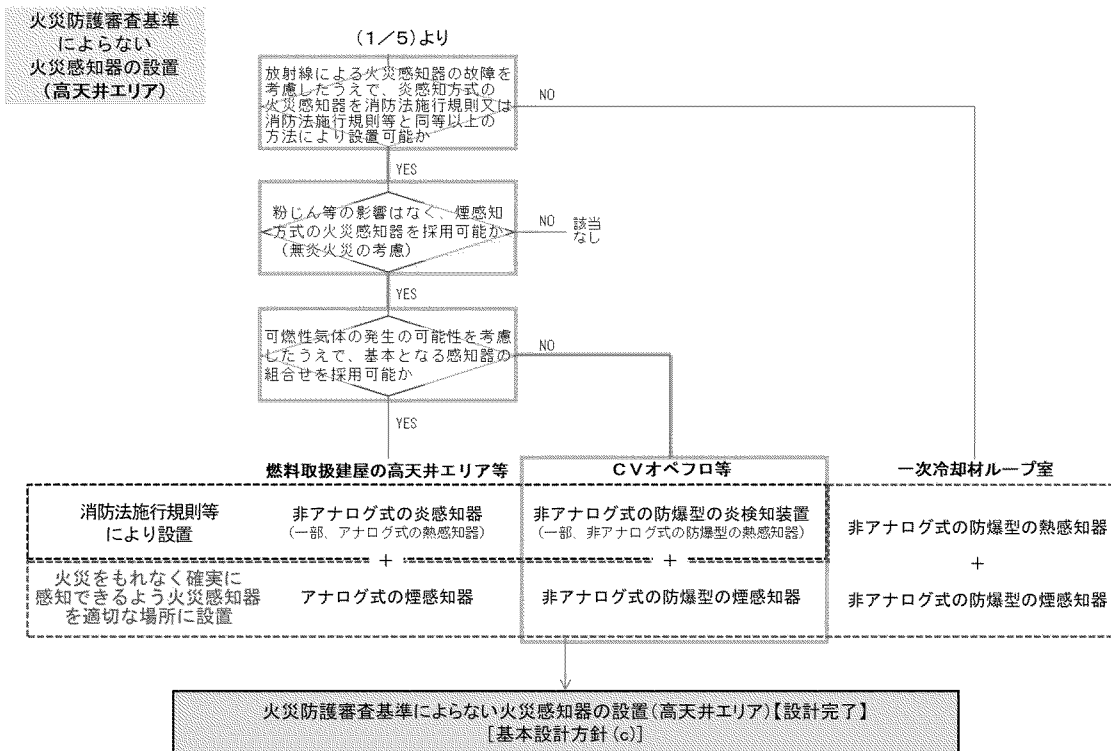 火災防護審査基準
によらない
火災感知器の設置
(高天井エリア)
(1/5)より
放射線による火災感知器の故障を
考慮したうえで、炎感知方式の
火災感知器を消防法施行規則又は
消防法施行規則等と同等以上の
方法により設置可能か
NO
YES
粉じん等の影響はなく、煙感知
方式の火災感知器を採用可能か
(無炎火災の考慮)
NO
該当
なし
YES
可燃性気体の発生の可能性を考慮
したうえで、基本となる感知器の
組合せを採用可能か
NO
YES
燃料取扱建屋の高天井エリア等
CVオペフロ等
一次冷却材ループ室
消防法施行規則等
により設置
非アナログ式の炎感知器
(一部、アナログ式の熱感知器)
非アナログ式の防爆型の炎検知装置
(一部、非アナログ式の防爆型の熱感知器)
非アナログ式の防爆型の熱感知器
+
+
+
火災をもれなく確実に
感知できるよう火災感知器
を適切な場所に設置
アナログ式の煙感知器
非アナログ式の防爆型の煙感知器
非アナログ式の防爆型の煙感知器
火災防護審査基準によらない火災感知器の設置(高天井エリア)【設計完了】
[基本設計方針(c)]